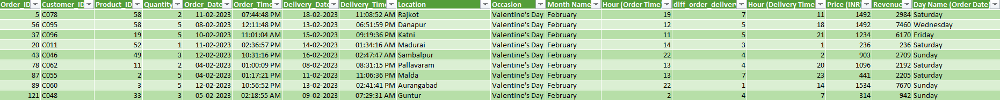 Order_ID Customer_ID Product_ID Quantity Order_Date Order_Time Delivery_Date Delivery_Time Location Occasion Month Name Hour (Order Time) diff_order_delivery Hour (Delivery Time Price (INR) Revenue Day Name (Order Date)
5 C078 58 2 11-02-2023 07:44:48 PM 18-02-2023 11:08:52 AM Rajkot Valentine's Day February 19 7 11 1492 2984 Saturday
56 C095 58 5 08-02-2023 12:11:48 PM 13-02-2023 06:51:59 PM Danapur Valentine's Day February 12 5 18 1492 7460 Wednesday
37 C096 19 5 10-02-2023 11:01:04 AM 15-02-2023 09:19:36 PM Katni Valentine's Day February 11 5 21 1234 6170 Friday
20 C011 52 1 11-02-2023 02:36:57 PM 14-02-2023 01:34:16 AM Madurai Valentine's Day February 14 3 1 236 236 Saturday
43 C046 49 3 12-02-2023 10:31:16 PM 16-02-2023 02:47:47 AM Sambalpur Valentine's Day February 22 4 2 903 2709 Sunday
78 C062 11 2 04-02-2023 01:00:09 PM 08-02-2023 08:31:15 PM Pallavaram Valentine's Day February 13 4 20 1096 2192 Saturday
87 C055 2 5 04-02-2023 01:17:21 PM 11-02-2023 11:06:36 PM Malda Valentine's Day February 13 7 23 441 2205 Saturday
89 C060 3 5 12-02-2023 10:56:52 PM 13-02-2023 02:41:41 PM Aurangabad Valentine's Day February 22 1 14 1534 7670 Sunday
121 C048 33 3 05-02-2023 02:18:55 AM 09-02-2023 07:29:31 AM Guntur Valentine's Day February 2 4 7 314 942 Sunday